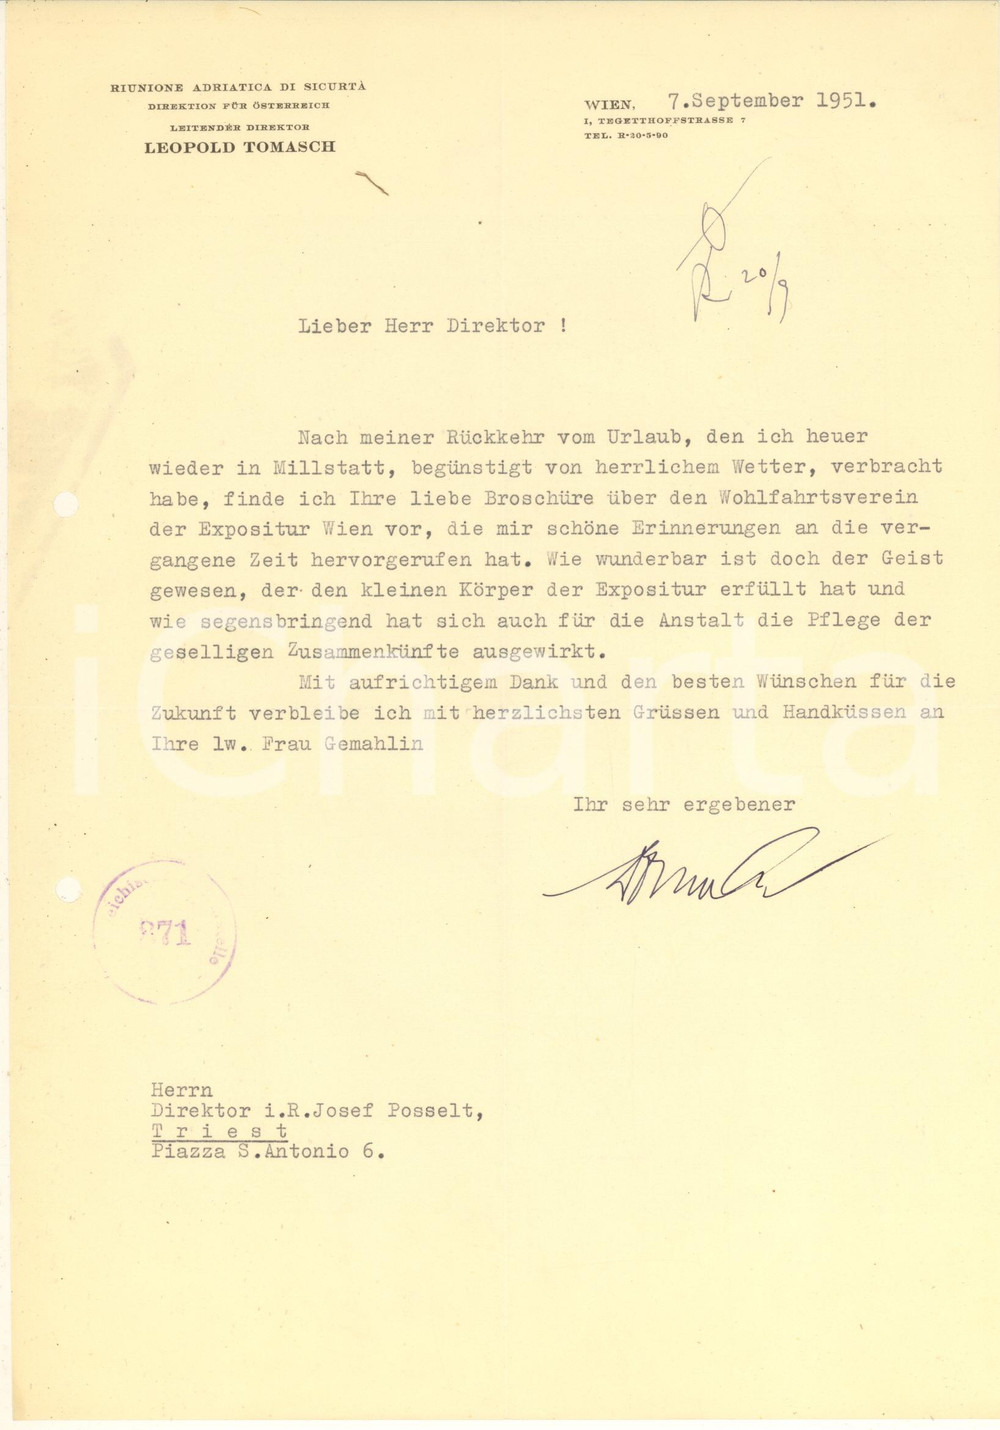 RIUNIONE ADRIATICA DI SICURTÀ
DIREKTION FÜR ÖSTERREICH
LEITENDER DIREKTOR
LEOPOLD TOMASCH
WIEN, 7.September 1951.
I, TEGETTHOFFSTRASSE 7
TEL. R-30-5-90
20/9
Lieber Herr Direktor !
Nach meiner Rückkehr vom Urlaub, den ich heuer
wieder in Millstatt, begünstigt von herrlichem Wetter, verbracht
habe, finde ich Ihre liebe Broschüre über den Wohlfahrtsverein
der Expositur Wien vor, die mir schöne Erinnerungen an die ver-
gangene Zeit hervorgerufen hat. Wie wunderbar ist doch der Geist
gewesen, der den kleinen Körper der Expositur erfüllt hat und
wie segensbringend hat sich auch für die Anstalt die Pflege der
geselligen Zusammenkünfte ausgewirkt.
Mit aufrichtigem Dank und den besten Wünschen für die
Zukunft verbleibe ich mit herzlichsten Grüssen und Handküssen an
Ihre lw. Frau Gemahlin
iCharta
Ihr sehr ergebener
871
Herrn
Direktor i.R.Josef Posselt,
T r i e s t
Piazza S.Antonio 6.